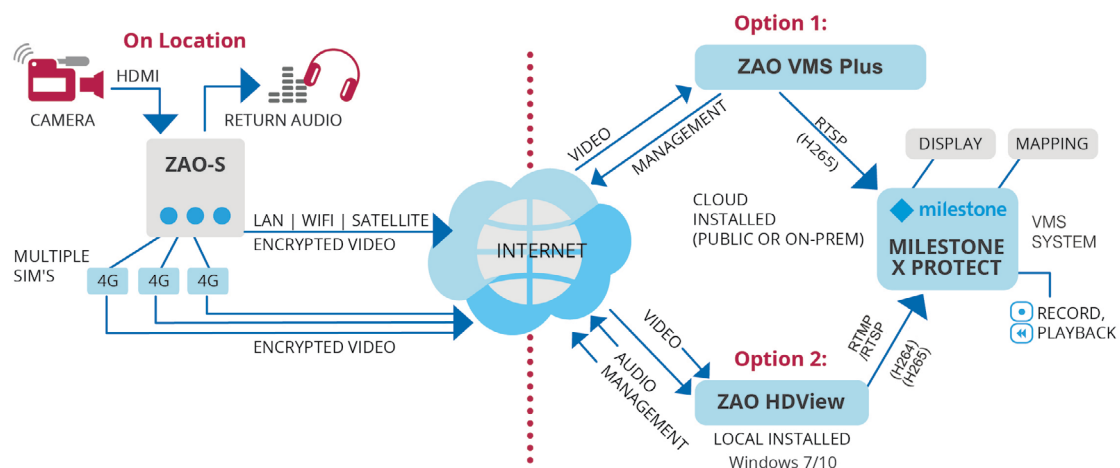 On Location
HDMI
CAMERA
RETURN AUDIO
ZAO-S
LAN | WIFI | SATELLITE
ENCRYPTED VIDEO
MULTIPLE
SIM'S
4G
4G
4G
ENCRYPTED VIDEO
INTERNET
Option 1:
ZAO VMS Plus
VIDEO
MANAGEMENT
RTSP
(H265)
CLOUD
INSTALLED
(PUBLIC OR ON-PREM)
DISPLAY
MAPPING
milestone
MILESTONE
X PROTECT
VMS
SYSTEM
RECORD,
PLAYBACK
VIDEO
AUDIO
MANAGEMENT
Option 2:
ZAO HDView
LOCAL INSTALLED
Windows 7/10
RTMP
/RTSP
(H264)
(H265)